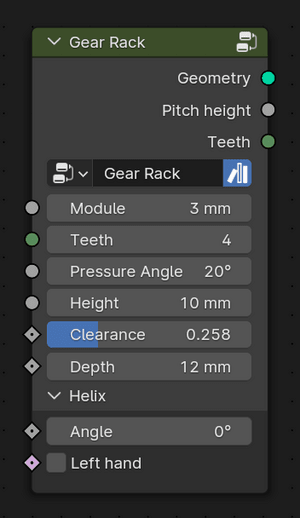 Gear Rack
Geometry
Pitch height
Teeth
Gear Rack
Module 3 mm
Teeth 4
Pressure Angle 20°
Height 10 mm
Clearance 0.258
Depth 12 mm
Helix
Angle 0°
Left hand